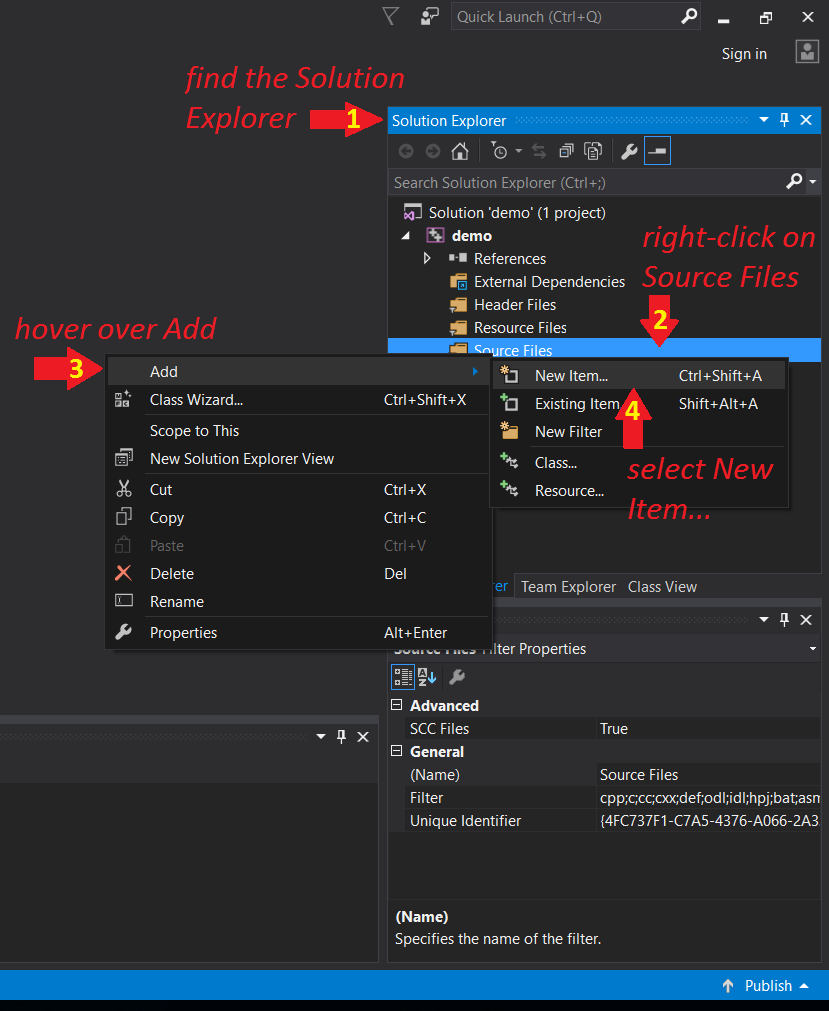 Quick Launch (Ctrl+Q)
Sign in
find the Solution
Explorer
1
Solution Explorer
Search Solution Explorer (Ctrl+;)
Solution 'demo' (1 project)
demo
right-click on
Source Files
2
References
External Dependencies
Header Files
Resource Files
Source Files
hover over Add
3
Add
Class Wizard... Ctrl+Shift+X
Scope to This
New Solution Explorer View
Cut Ctrl+X
Copy Ctrl+C
Paste Ctrl+V
Delete Del
Rename
Properties Alt+Enter
New Item... Ctrl+Shift+A
Existing Item Shift+Alt+A
New Filter
Class...
Resource...
4
select New
Item...
Team Explorer Class View
Source Files Filter Properties
Advanced
SCC Files True
General
(Name) Source Files
Filter cpp;c;cc;cxx;def;odl;idl;hpj;bat;asm
Unique Identifier {4FC737F1-C7A5-4376-A066-2A3
(Name)
Specifies the name of the filter.
Publish